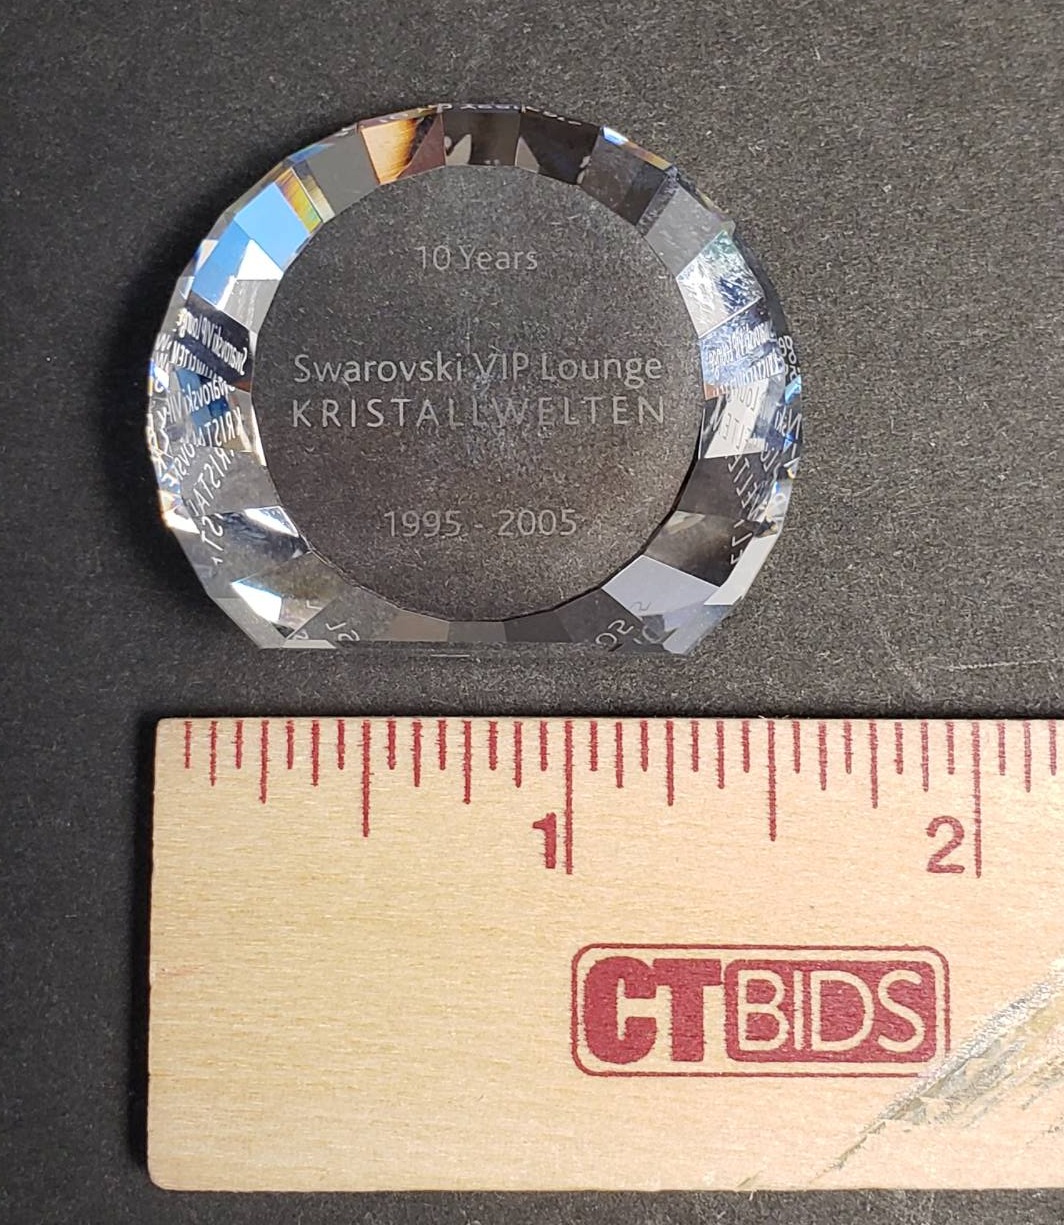 10 Years
Swarovski VIP Lounge
KRISTALLWELTEN
1995 - 2005
1 2
CTBIDS